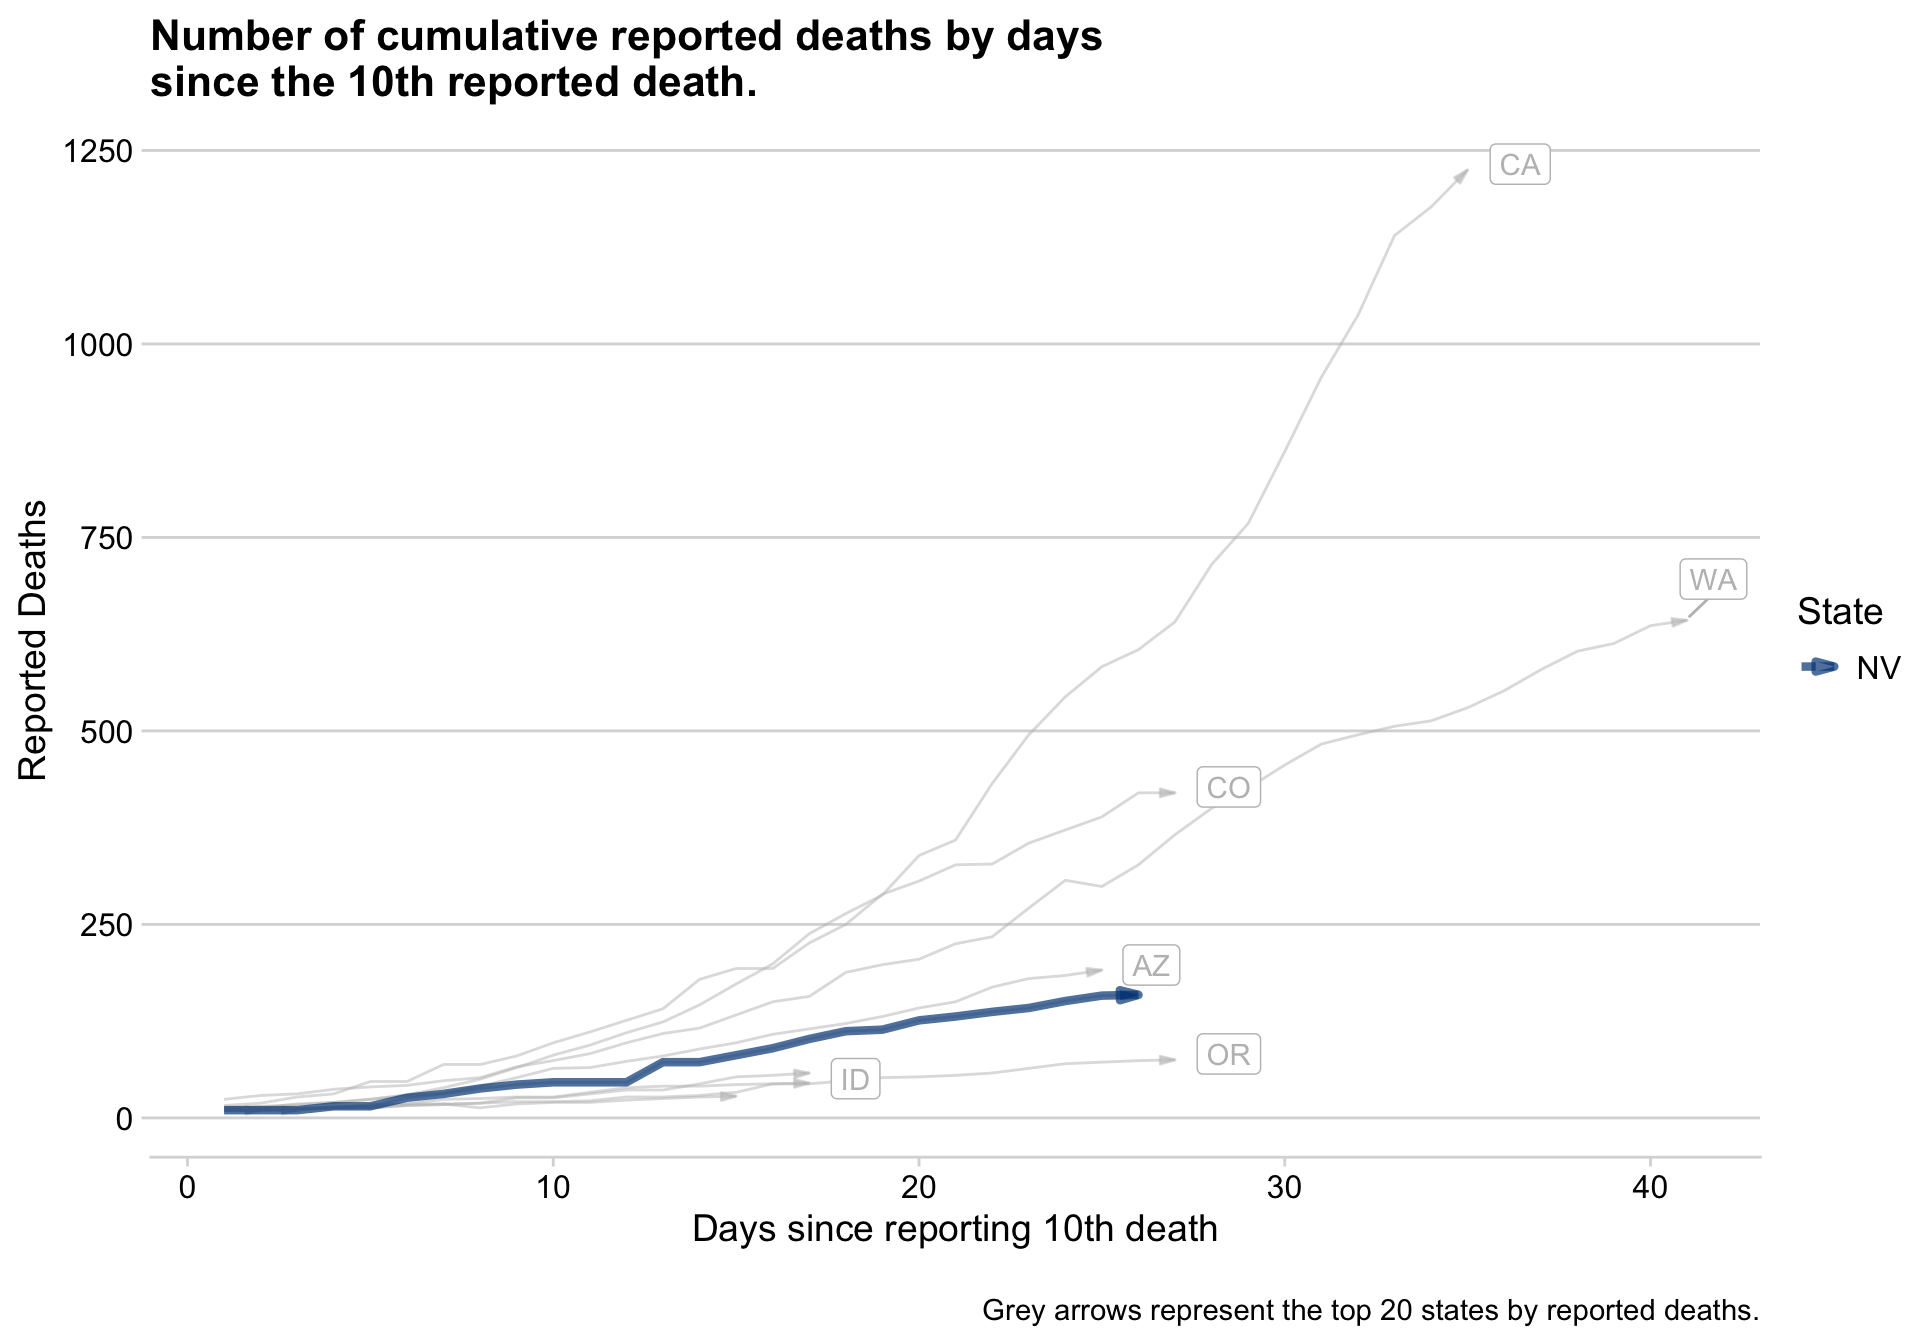 Number of cumulative reported deaths by days
since the 10th reported death.
1250
1000
750
500
250
0
Reported Deaths
CA
WA
CO
AZ
OR
ID
State
NV
0 10 20 30 40
Days since reporting 10th death
Grey arrows represent the top 20 states by reported deaths.